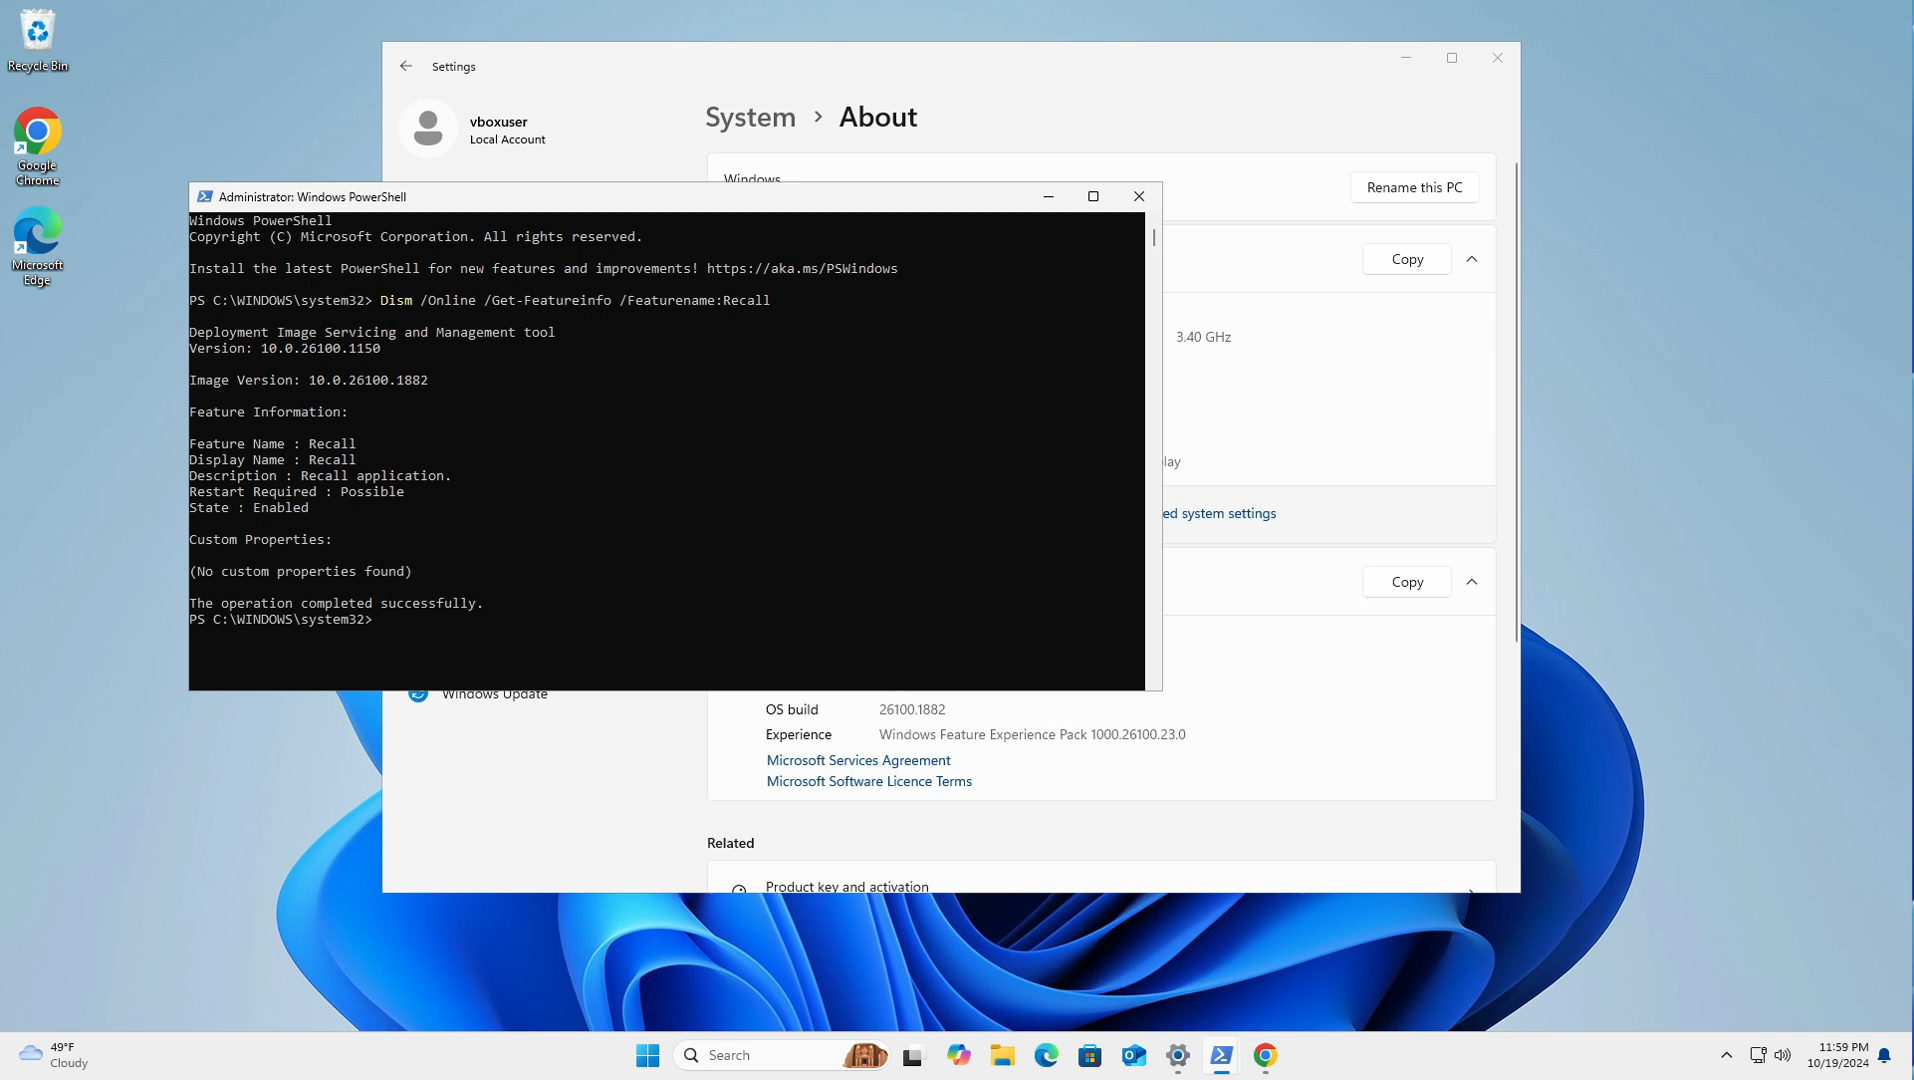 Recycle Bin
Google
Chrome
Microsoft
Edge
Settings
vboxuser
Local Account
System > About
Windows
Rename this PC
Copy
3.40 GHz
lay
ed system settings
Copy
Administrator: Windows PowerShell
Windows PowerShell
Copyright (C) Microsoft Corporation. All rights reserved.
Install the latest PowerShell for new features and improvements! https://aka.ms/PSWindows
PS C:\WINDOWS\system32> Dism /Online /Get-Featureinfo /Featurename:Recall
Deployment Image Servicing and Management tool
Version: 10.0.26100.1150
Image Version: 10.0.26100.1882
Feature Information:
Feature Name : Recall
Display Name : Recall
Description : Recall application.
Restart Required : Possible
State : Enabled
Custom Properties:
(No custom properties found)
The operation completed successfully.
PS C:\WINDOWS\system32>
Windows Update
OS build 26100.1882
Experience Windows Feature Experience Pack 1000.26100.23.0
Microsoft Services Agreement
Microsoft Software Licence Terms
Related
Product key and activation
49°F
Cloudy
Search
11:59 PM
10/19/2024